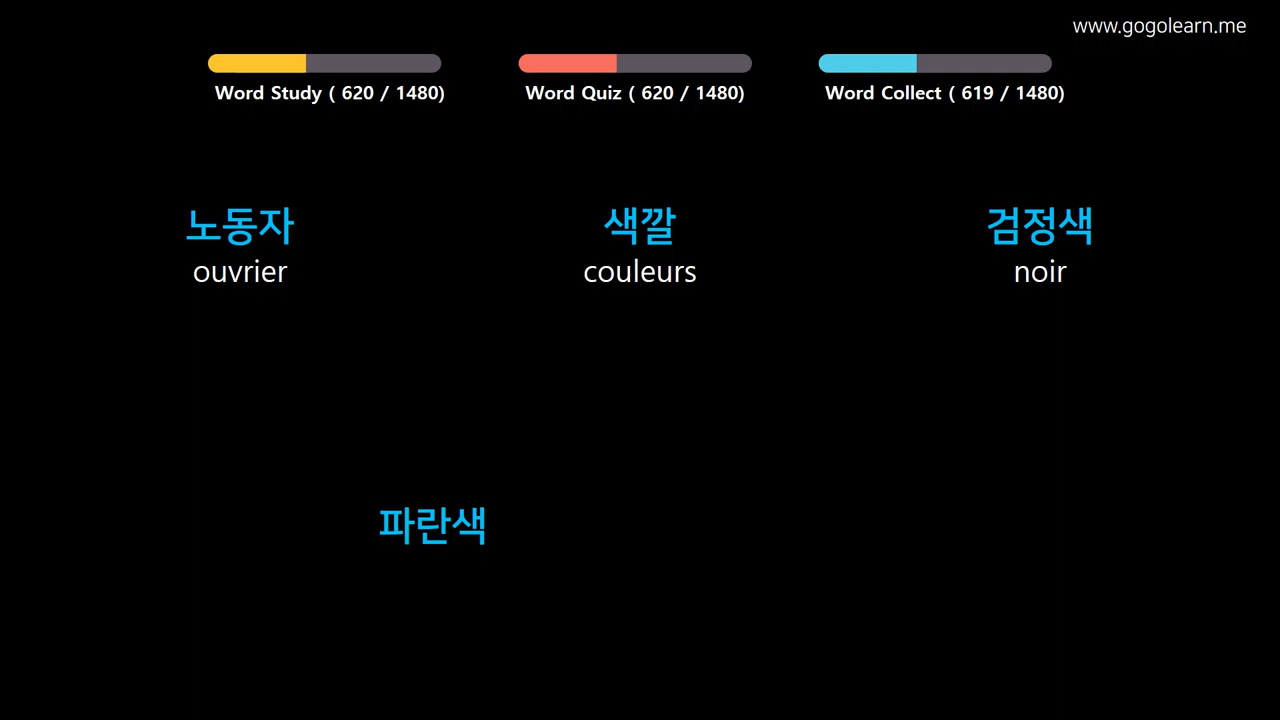 www.gogolearn.me
Word Study ( 620 / 1480)
Word Quiz ( 620 / 1480)
Word Collect ( 619 / 1480)
노동자
ouvrier
색깔
couleurs
검정색
noir
파란색